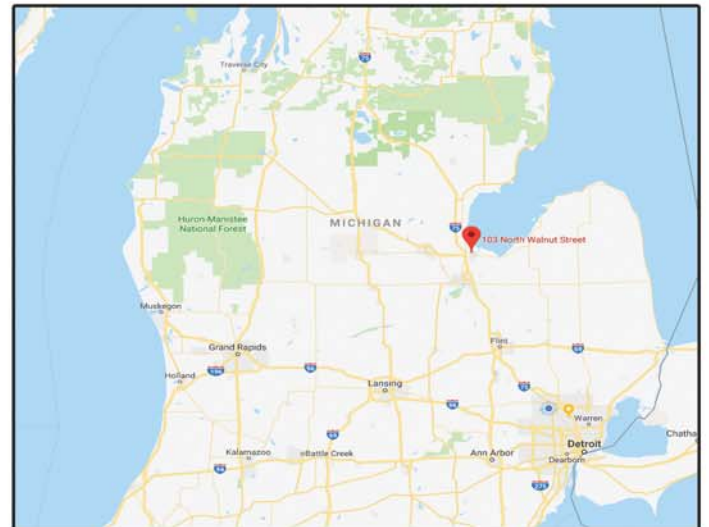 Traverse City
75
Huron-Manistee
National Forest
MICHIGAN
75
103 North Walnut Street
Muskegon
Grand Rapids
Flint
69
Holland
196
96
Lansing
75
96
Warren
69
Detroit
Chatha
Kalamazoo
Battle Creek
Ann Arbor
Dearborn
94
94
275